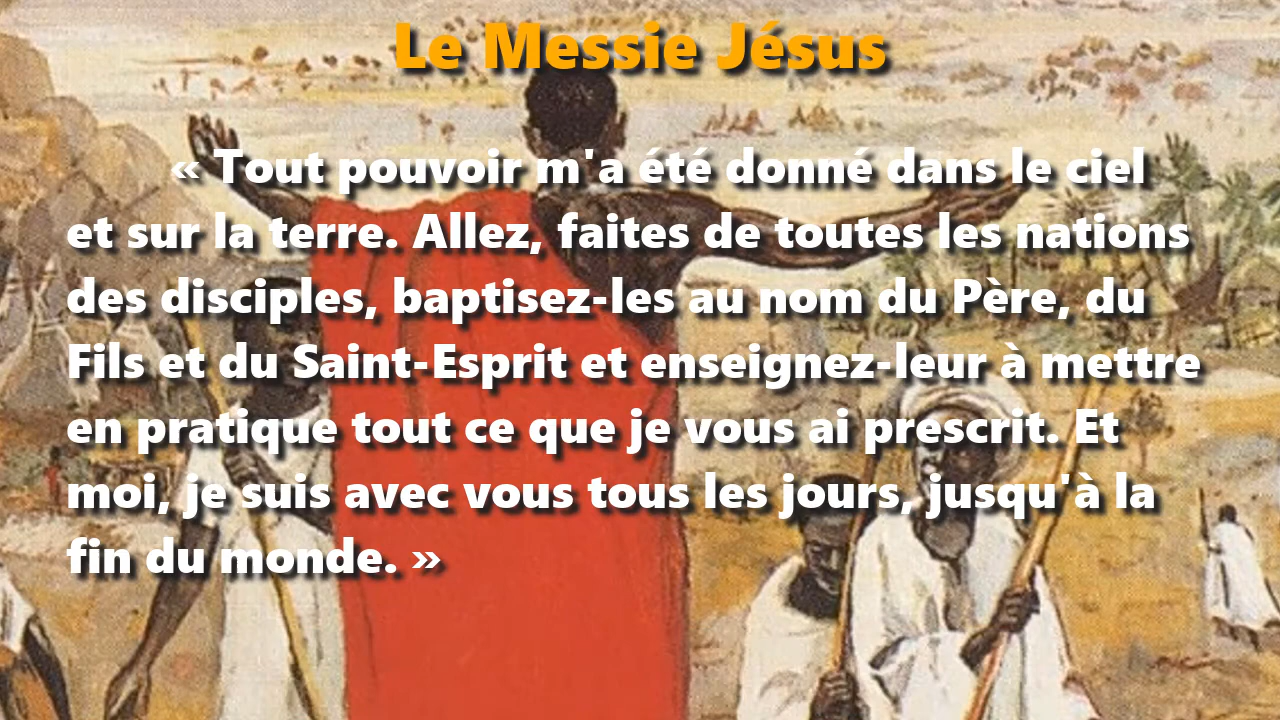 Le Messie Jésus
« Tout pouvoir m'a été donné dans le ciel
et sur la terre. Allez, faites de toutes les nations
des disciples, baptisez-les au nom du Père, du
Fils et du Saint-Esprit et enseignez-leur à mettre
en pratique tout ce que je vous ai prescrit. Et
moi, je suis avec vous tous les jours, jusqu'à la
fin du monde. »